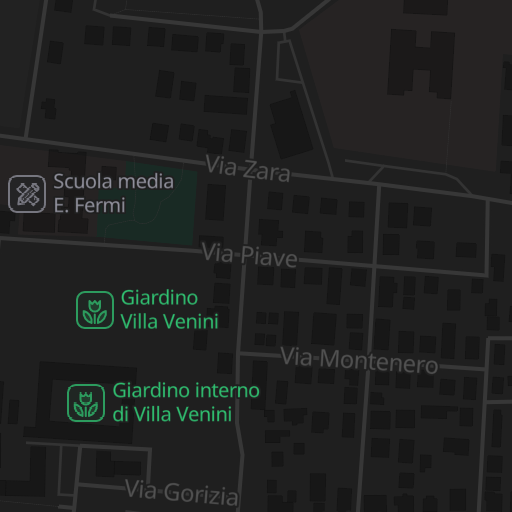 Via Zara
Scuola media
E. Fermi
Via Piave
Giardino
Villa Venini
Via Montenero
Giardino interno
di Villa Venini
Via Gorizia